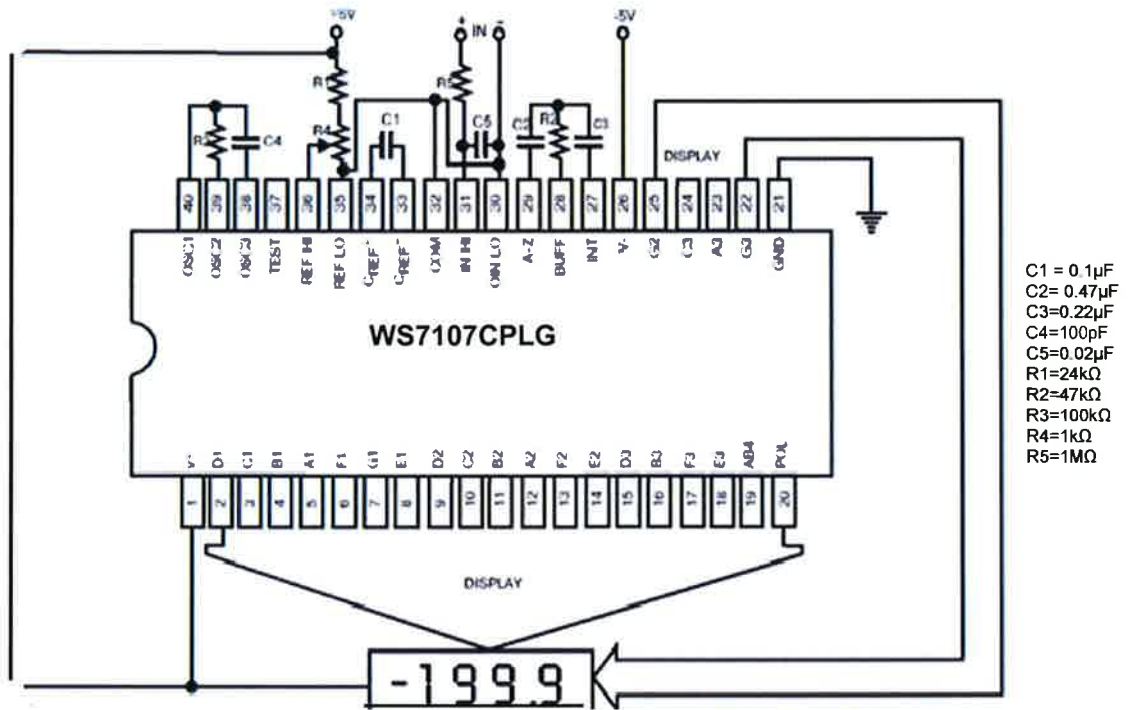 +5V
+ IN -
-5V
R1
R5
R4
C1
C5
R3
C4
R2
C3
DISPLAY
40 39 38 37 36 35 34 33 32 31 30 29 28 27 26 25 24 23 22 21
OSC1 OSC2 OSC3 TEST REF HI REF LO CREF+ CREF- COM IN HI OIN LO A-Z BUFF INT V- G2 C3 A3 G3 GND
WS7107CPLG
C1 = 0.1µF
C2= 0.47µF
C3=0.22µF
C4=100pF
C5=0.02µF
R1=24kΩ
R2=47kΩ
R3=100kΩ
R4=1kΩ
R5=1MΩ
D1 C1 B1 A1 F1 G1 E1 D2 C2 B2 A2 F2 E2 D3 B3 F3 E3 AB4 POL
1 2 3 4 5 6 7 8 9 10 11 12 13 14 15 16 17 18 19 20
DISPLAY
-199.9